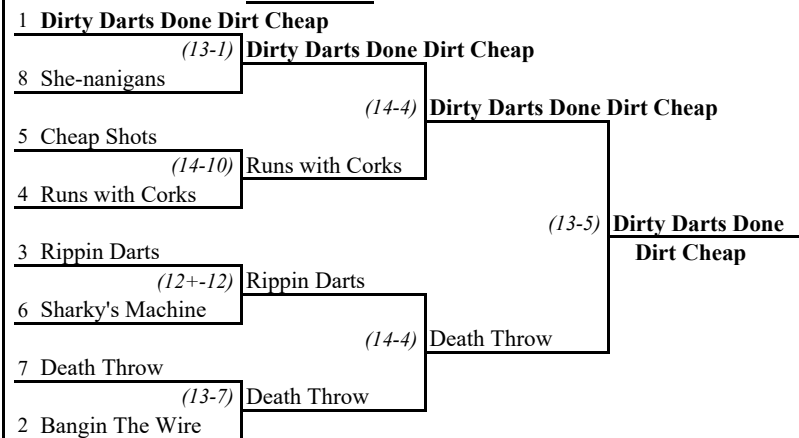 1 Dirty Darts Done Dirt Cheap
(13-1) Dirty Darts Done Dirt Cheap
8 She-nanigans
(14-4) Dirty Darts Done Dirt Cheap
5 Cheap Shots
(14-10) Runs with Corks
4 Runs with Corks
(13-5) Dirty Darts Done
Dirt Cheap
3 Rippin Darts
(12+-12) Rippin Darts
6 Sharky's Machine
(14-4) Death Throw
7 Death Throw
(13-7) Death Throw
2 Bangin The Wire